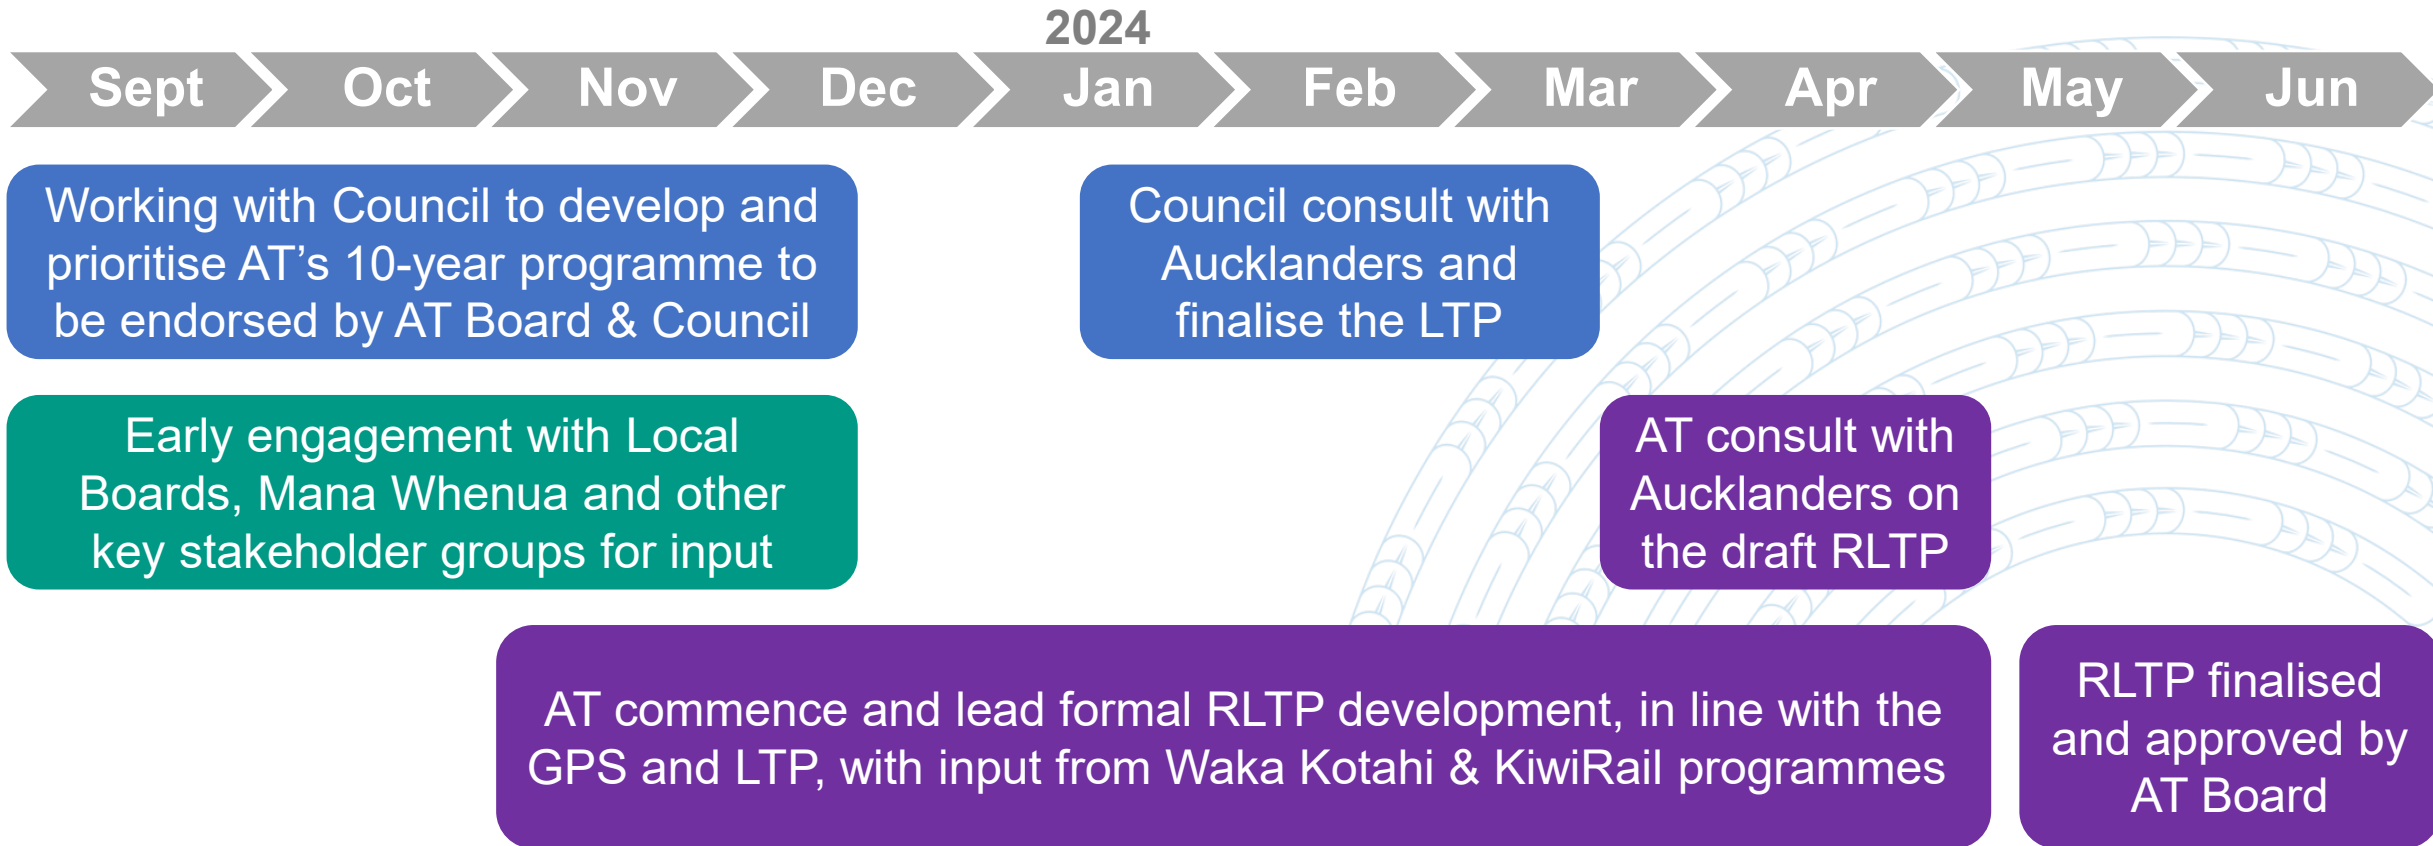 2024
Sept Oct Nov Dec Jan Feb Mar Apr May Jun
Working with Council to develop and
prioritise AT’s 10-year programme to
be endorsed by AT Board & Council
Council consult with
Aucklanders and
finalise the LTP
Early engagement with Local
Boards, Mana Whenua and other
key stakeholder groups for input
AT consult with
Aucklanders on
the draft RLTP
AT commence and lead formal RLTP development, in line with the
GPS and LTP, with input from Waka Kotahi & KiwiRail programmes
RLTP finalised
and approved by
AT Board